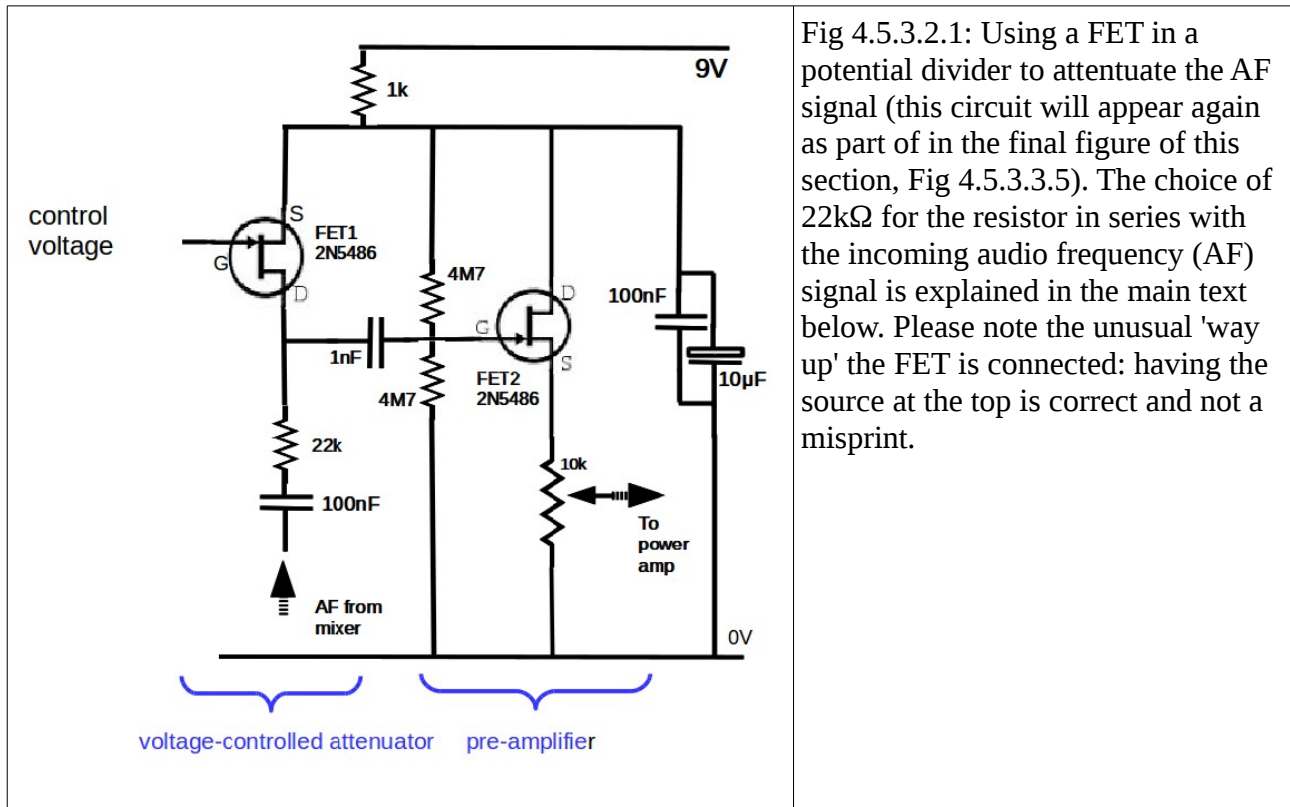 9V
1k
control
voltage
S
FET1
2N5486
G
D
4M7
1nF
4M7
G
D
S
FET2
2N5486
100nF
10µF
22k
100nF
10k
To
power
amp
AF from
mixer
0V
voltage-controlled attenuator
pre-amplifier
Fig 4.5.3.2.1: Using a FET in a
potential divider to attentuate the AF
signal (this circuit will appear again
as part of in the final figure of this
section, Fig 4.5.3.3.5). The choice of
22kΩ for the resistor in series with
the incoming audio frequency (AF)
signal is explained in the main text
below. Please note the unusual 'way
up' the FET is connected: having the
source at the top is correct and not a
misprint.